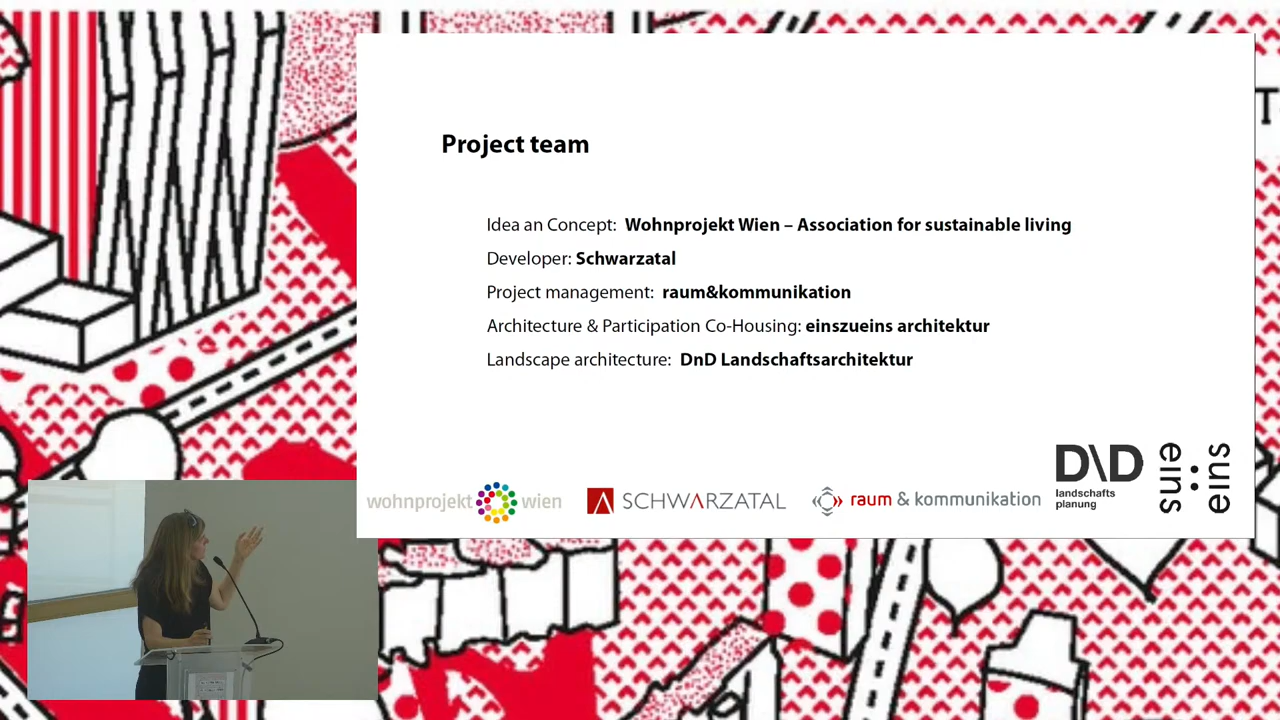 Project team
Idea an Concept: Wohnprojekt Wien – Association for sustainable living
Developer: Schwarzatal
Project management: raum&kommunikation
Architecture & Participation Co-Housing: einszueins architektur
Landscape architecture: DnD Landschaftsarchitektur
wohnprojekt wien
SCHWARZATAL
raum & kommunikation
D\D
landschafts
planung
eins : eins